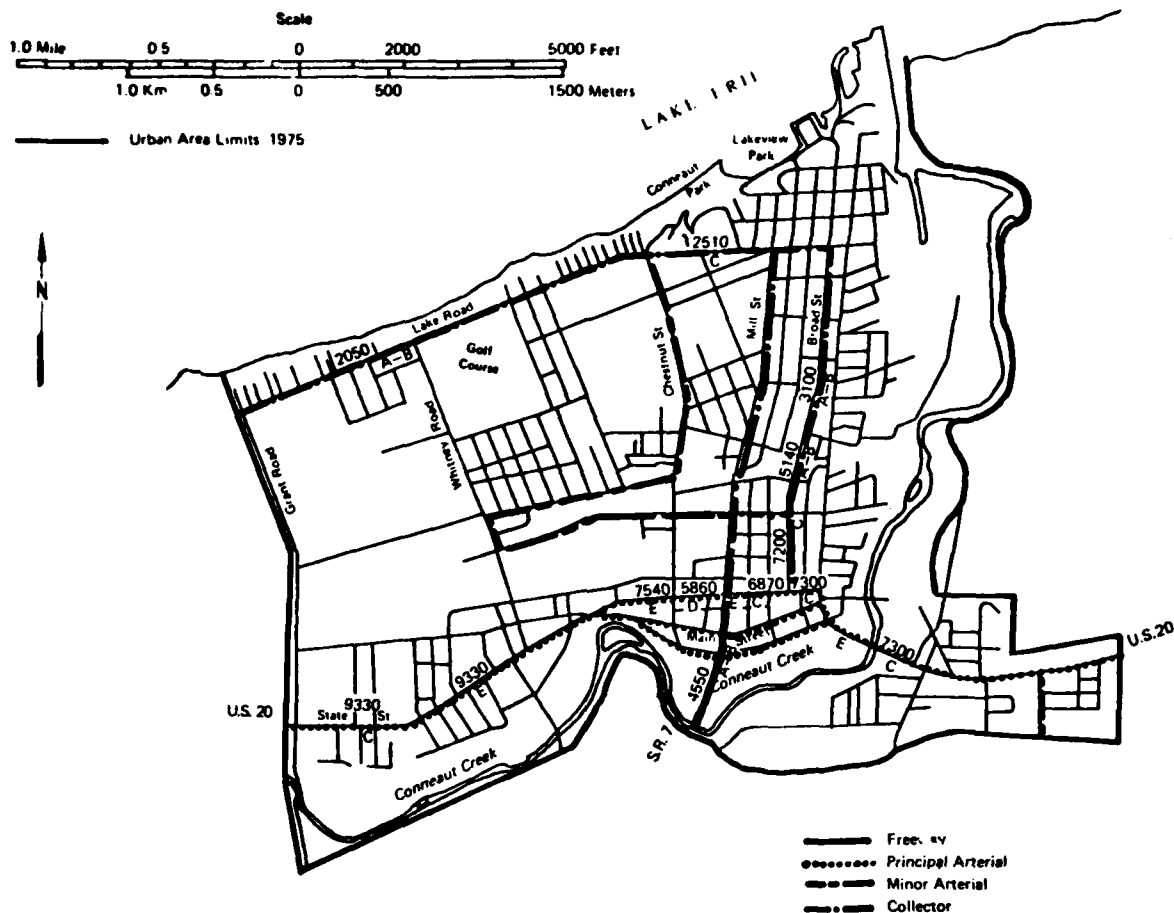 Scale
1.0 Mile 0.5 0 2000 5000 Feet
1.0 Km 0.5 0 500 1500 Meters
Urban Area Limits 1975
LAKE
Lakeview
Park
Conneaut
Park
N
2510
C
Lake Road
2050
A-B
Golf
Course
Chestnut St
Mill St
Broad St
3100
A-B
Whitney Road
Grant Road
5140
A-B
C
7200
7540 5860 6870 7300
E D E C C
Main Street
4550
A
Conneaut Creek
E
C
7300
U.S. 20
9330
E
9330
U.S. 20
State St
C
S.R. 7
Conneaut Creek
Principal Arterial
Minor Arterial
Collector